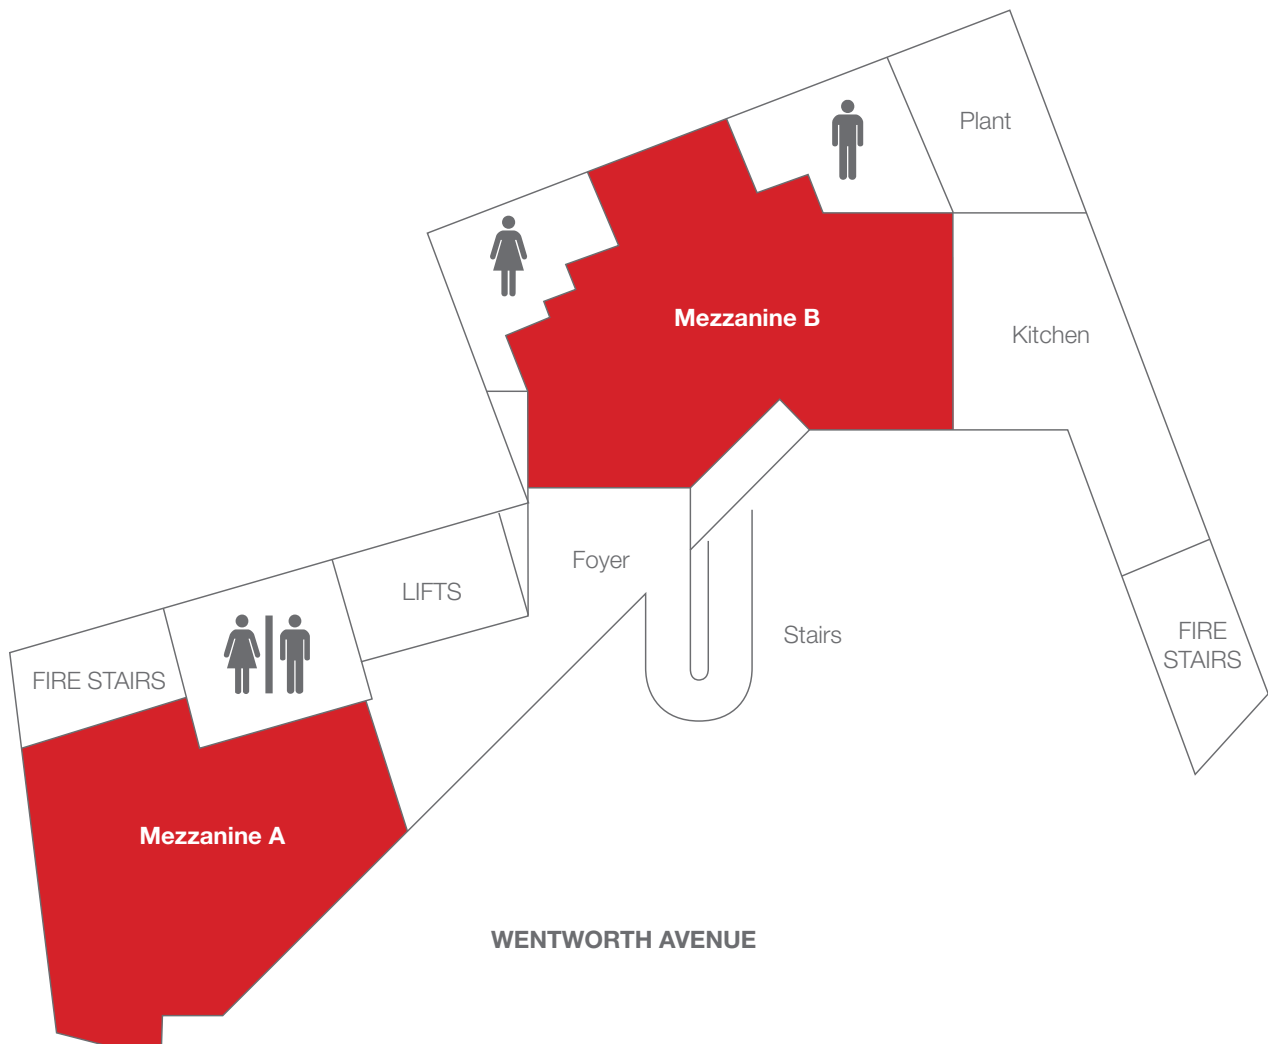 Plant
Mezzanine B
Kitchen
Foyer
LIFTS
Stairs
FIRE
STAIRS
FIRE STAIRS
Mezzanine A
WENTWORTH AVENUE